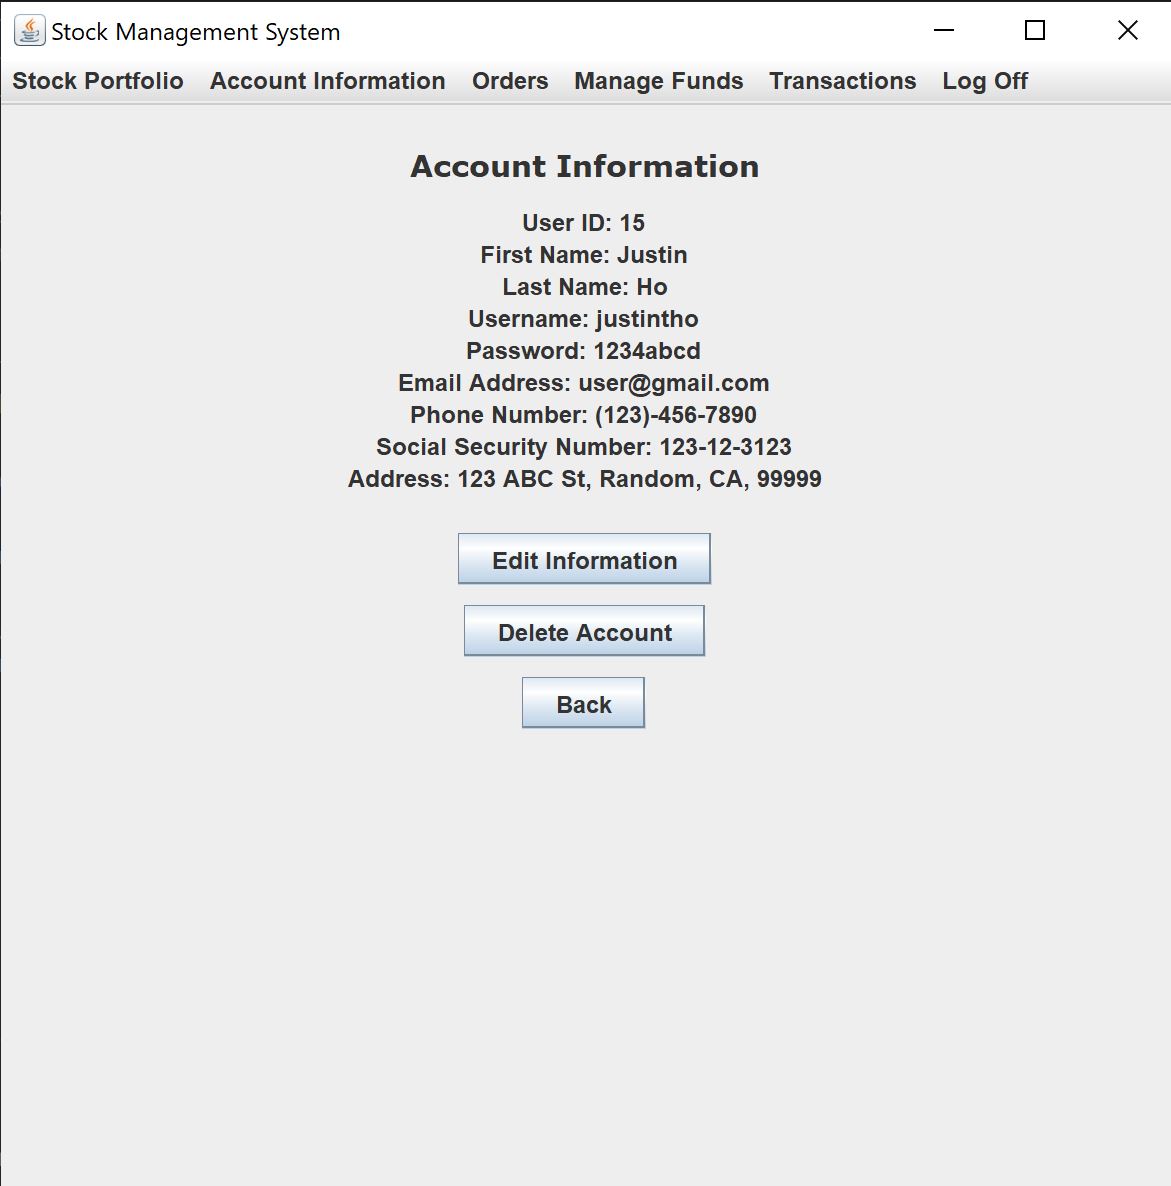 Stock Management System
Stock Portfolio Account Information Orders Manage Funds Transactions Log Off
Account Information
User ID: 15
First Name: Justin
Last Name: Ho
Username: justintho
Password: 1234abcd
Email Address: user@gmail.com
Phone Number: (123)-456-7890
Social Security Number: 123-12-3123
Address: 123 ABC St, Random, CA, 99999
Edit Information
Delete Account
Back